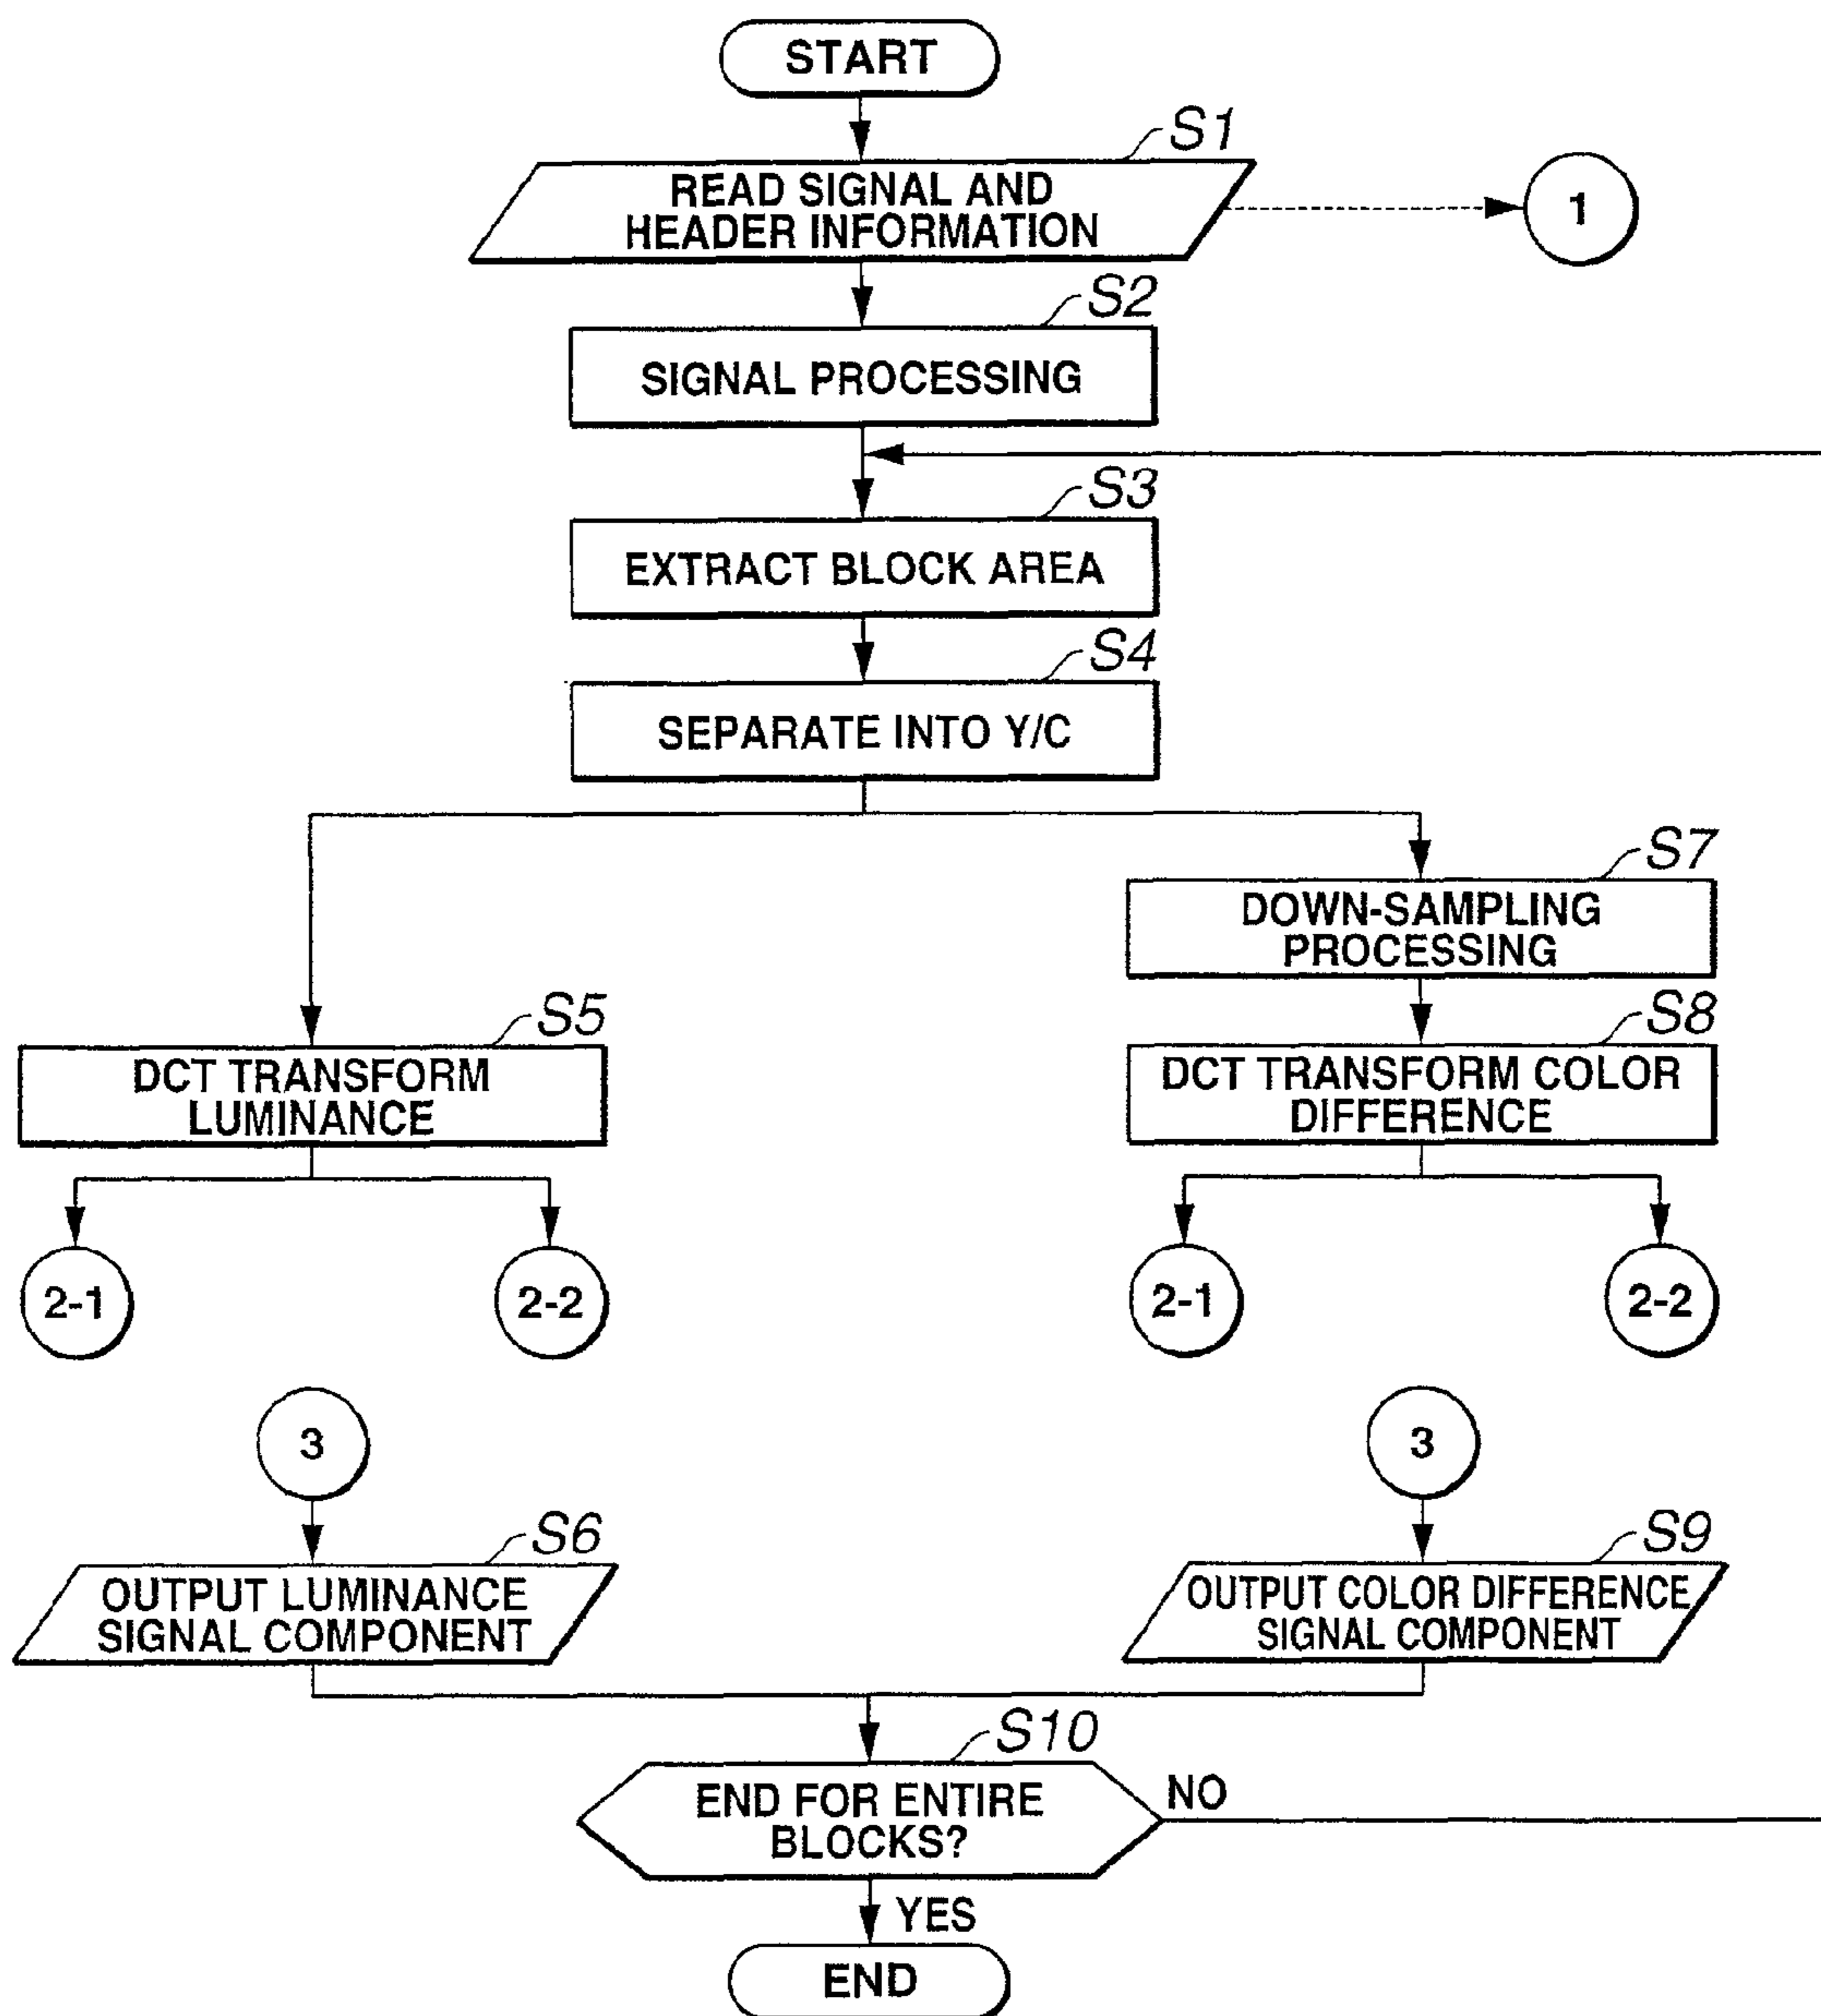 START
S1
READ SIGNAL AND
HEADER INFORMATION
1
S2
SIGNAL PROCESSING
S3
EXTRACT BLOCK AREA
S4
SEPARATE INTO Y/C
S7
DOWN-SAMPLING
PROCESSING
S5
DCT TRANSFORM
LUMINANCE
S8
DCT TRANSFORM COLOR
DIFFERENCE
2-1
2-2
2-1
2-2
3
3
S6
OUTPUT LUMINANCE
SIGNAL COMPONENT
S9
OUTPUT COLOR DIFFERENCE
SIGNAL COMPONENT
S10
END FOR ENTIRE
BLOCKS?
NO
YES
END